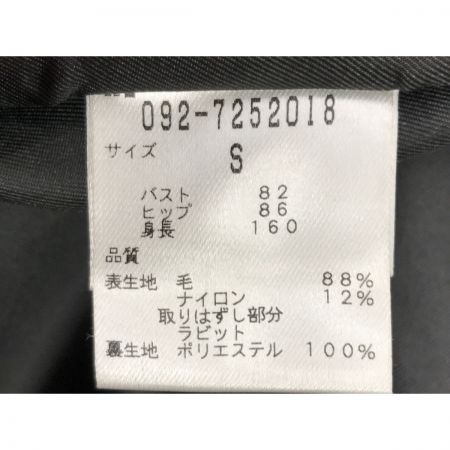 092-7252018
サイズ
S
バスト 82
ヒップ 86
身長 160
品質
表生地 毛 88%
ナイロン 12%
取りはずし部分
ラビット
裏生地 ポリエステル 100%